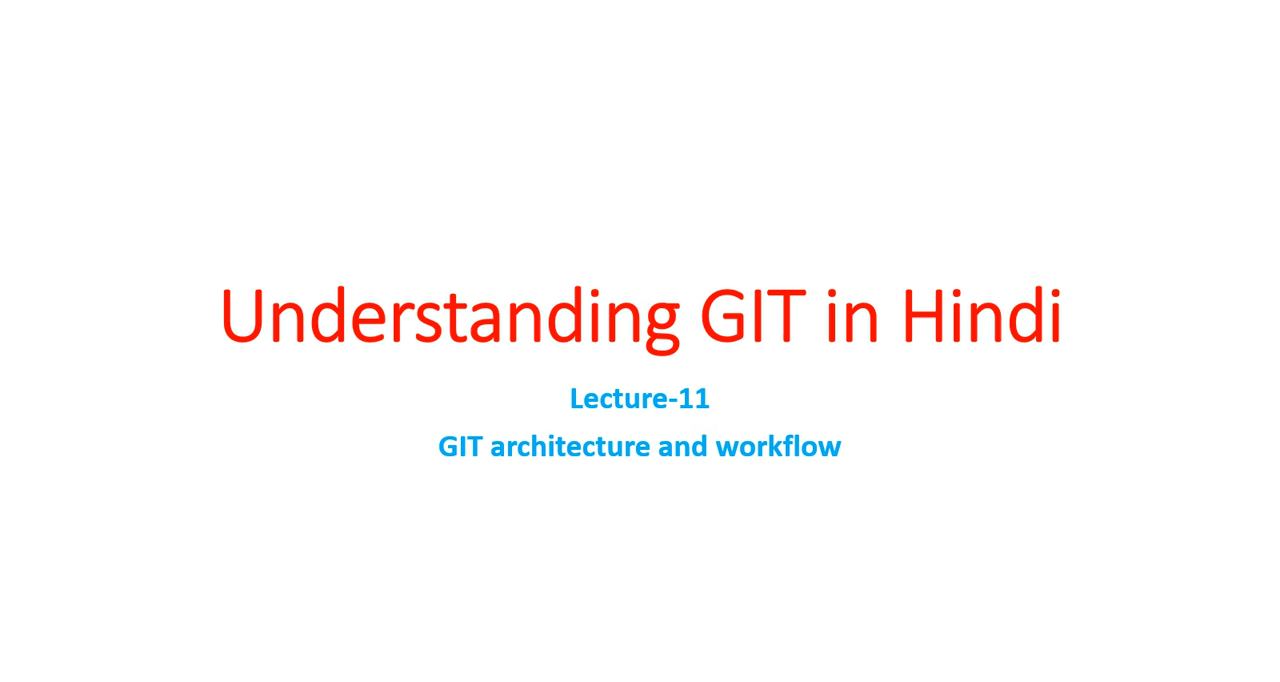 Understanding GIT in Hindi
Lecture-11
GIT architecture and workflow